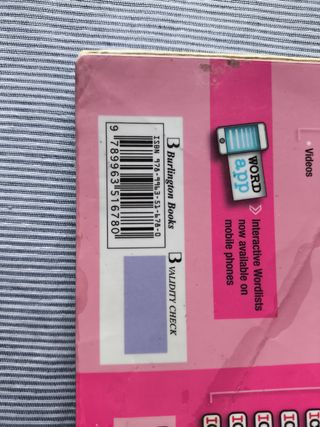 B Burlington Books
ISBN 978-9963-51-678-0
9 789963 516780
B VALIDITY CHECK
WORD
app
Interactive Wordlists
now available on
mobile phones
Videos